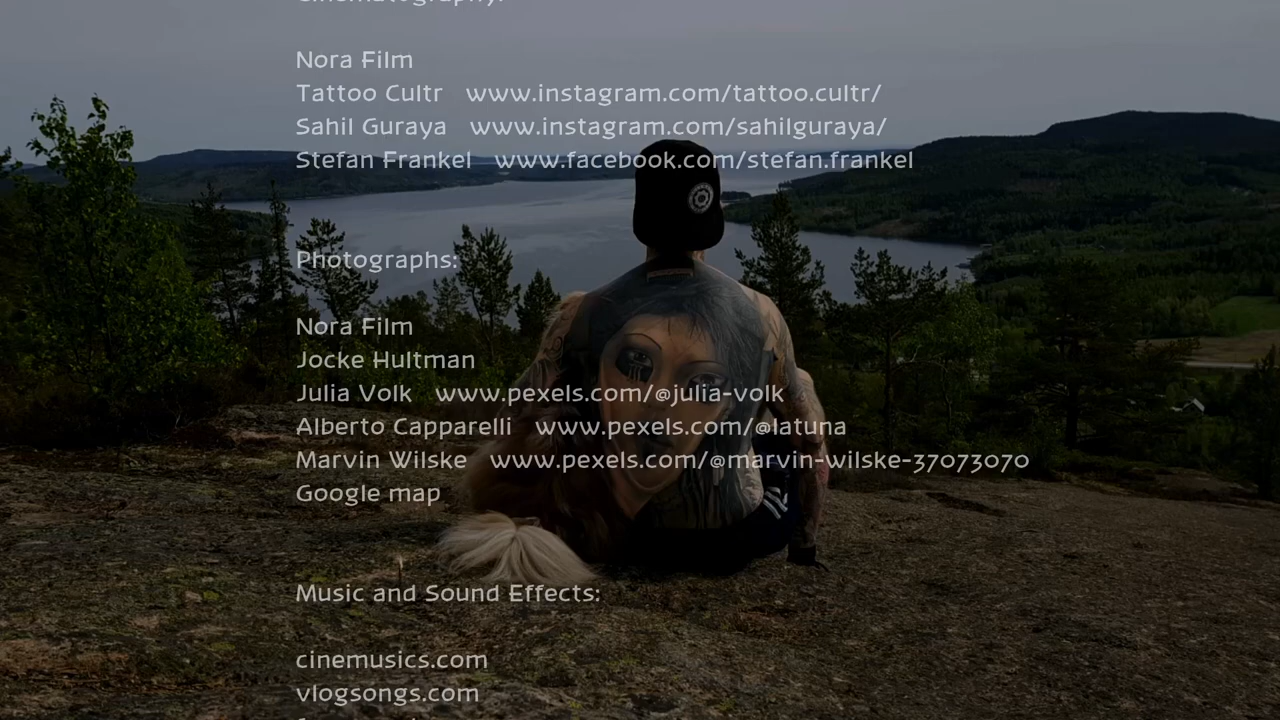 Cinematography:
Nora Film
Tattoo Cultr www.instagram.com/tattoo.cultr/
Sahil Guraya www.instagram.com/sahilguraya/
Stefan Frankel www.facebook.com/stefan.frankel
Photographs:
Nora Film
Jocke Hultman
Julia Volk www.pexels.com/@julia-volk
Alberto Capparelli www.pexels.com/@latuna
Marvin Wilske www.pexels.com/@marvin-wilske-37073070
Google map
Music and Sound Effects:
cinemusics.com
vlogsongs.com